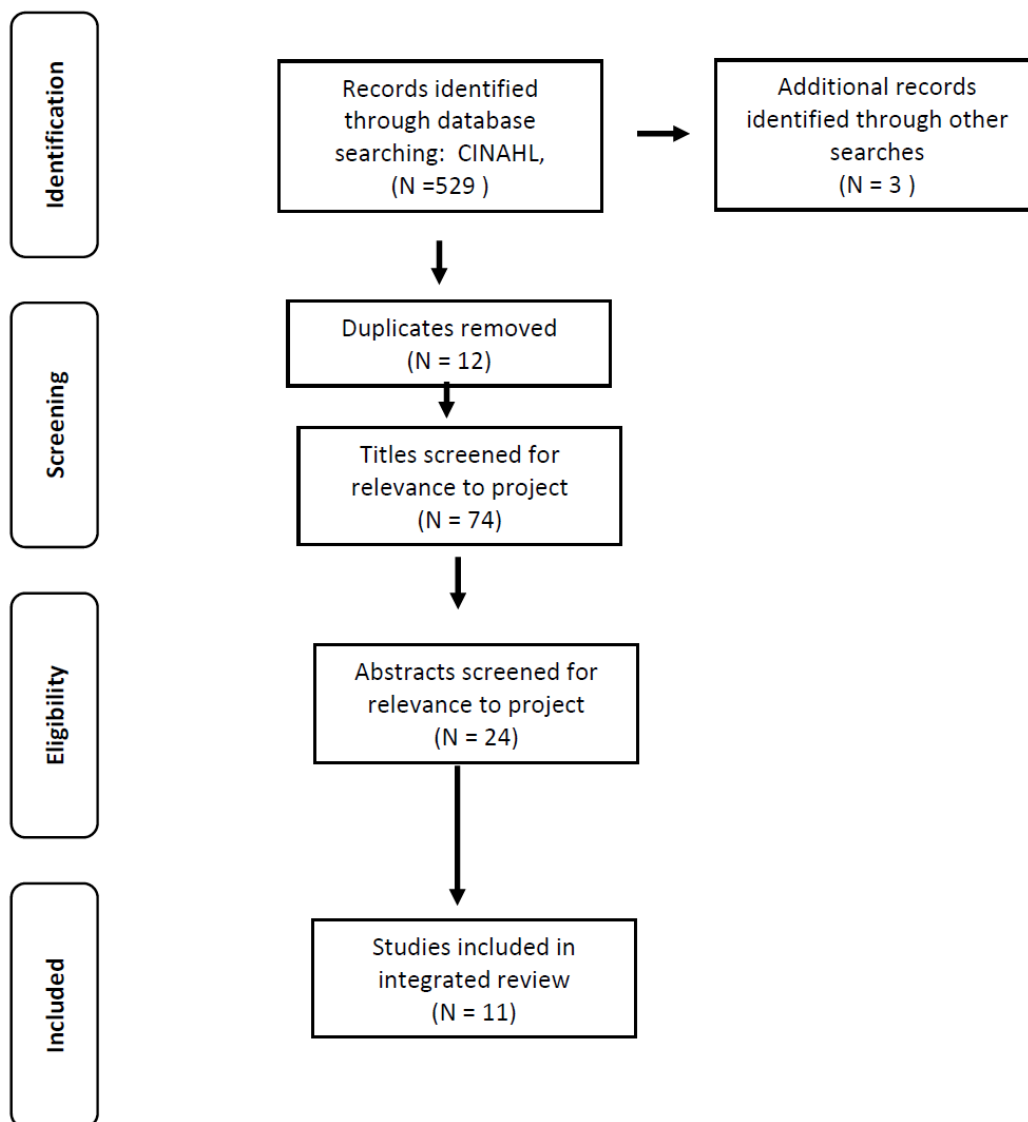 Identification
Records identified
through database
searching:  CINAHL,
(N =529 )
Additional records
identified through other
searches
(N = 3 )
Screening
Duplicates removed
(N = 12)
Titles screened for
relevance to project
(N = 74)
Eligibility
Abstracts screened for
relevance to project
(N = 24)
Included
Studies included in
integrated review
(N = 11)